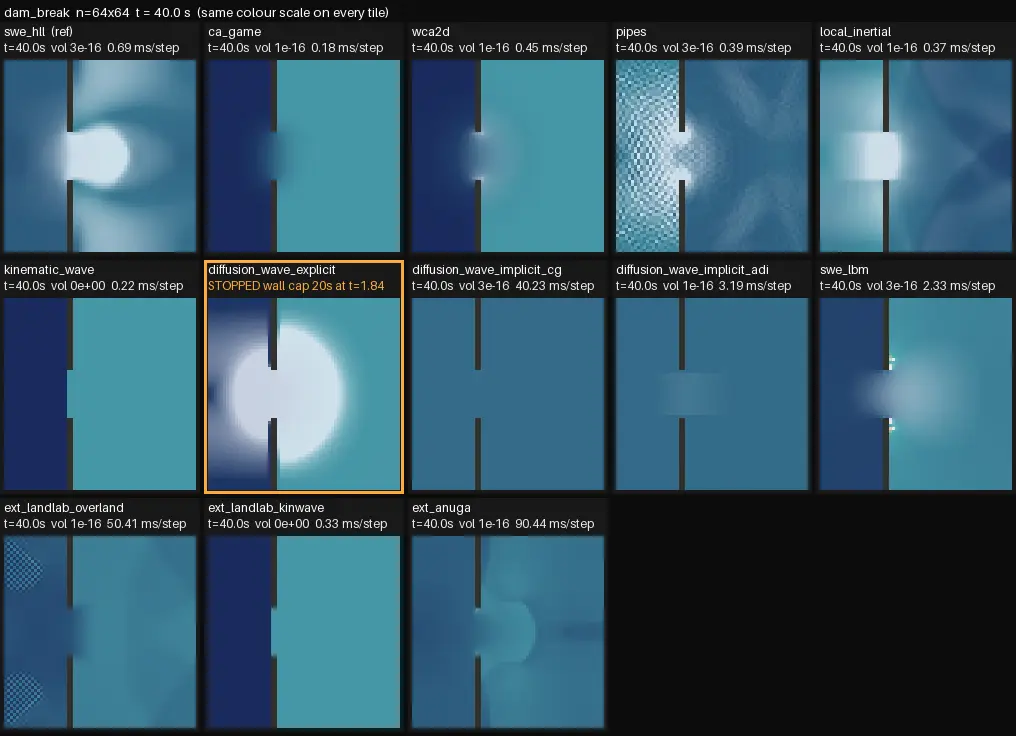 dam_break n=64x64 t = 40.0 s (same colour scale on every tile)
swe_hll (ref)
t=40.0s vol 3e-16 0.69 ms/step
ca_game
t=40.0s vol 1e-16 0.18 ms/step
wca2d
t=40.0s vol 1e-16 0.45 ms/step
pipes
t=40.0s vol 3e-16 0.39 ms/step
local_inertial
t=40.0s vol 1e-16 0.37 ms/step
kinematic_wave
t=40.0s vol 0e+00 0.22 ms/step
diffusion_wave_explicit
STOPPED wall cap 20s at t=1.84
diffusion_wave_implicit_cg
t=40.0s vol 3e-16 40.23 ms/step
diffusion_wave_implicit_adi
t=40.0s vol 1e-16 3.19 ms/step
swe_lbm
t=40.0s vol 3e-16 2.33 ms/step
ext_landlab_overland
t=40.0s vol 1e-16 50.41 ms/step
ext_landlab_kinwave
t=40.0s vol 0e+00 0.33 ms/step
ext_anuga
t=40.0s vol 1e-16 90.44 ms/step